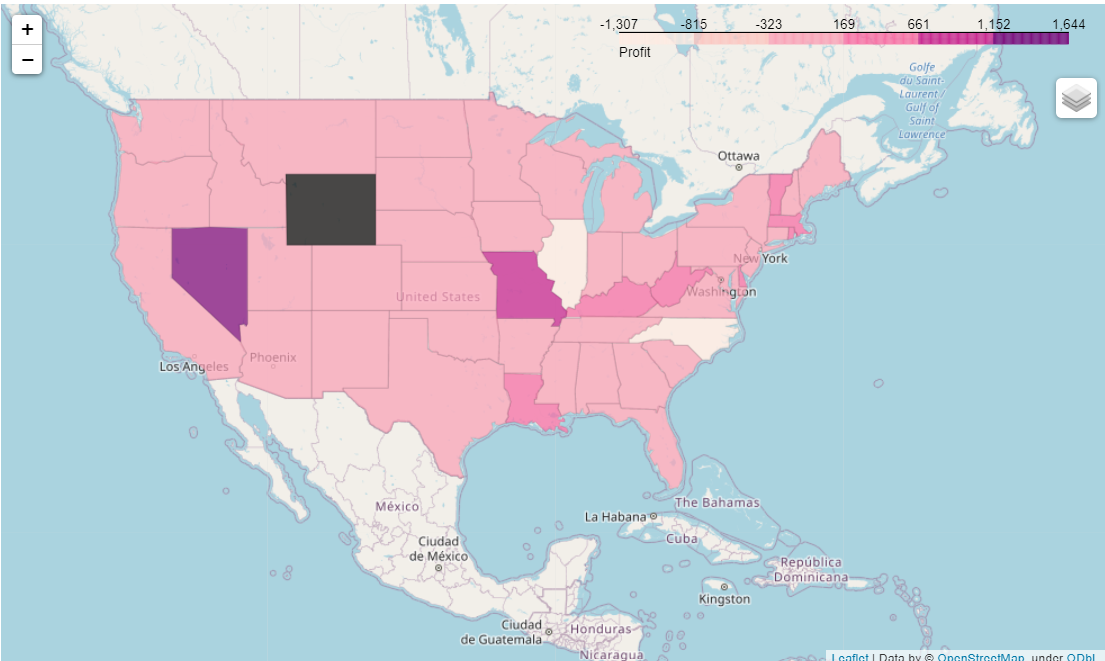 +
−
-1,307 -815 -323 169 661 1,152 1,644
Profit
Golfe
du Saint-
Laurent /
Gulf of
Saint
Lawrence
Ottawa
New York
Washington
United States
Phoenix
Los Angeles
México
Ciudad
de México
La Habana
The Bahamas
Cuba
República
Dominicana
Kingston
Ciudad
de Guatemala
Honduras
Nicaragua
Leaflet | Data by © OpenStreetMap, under ODbL.